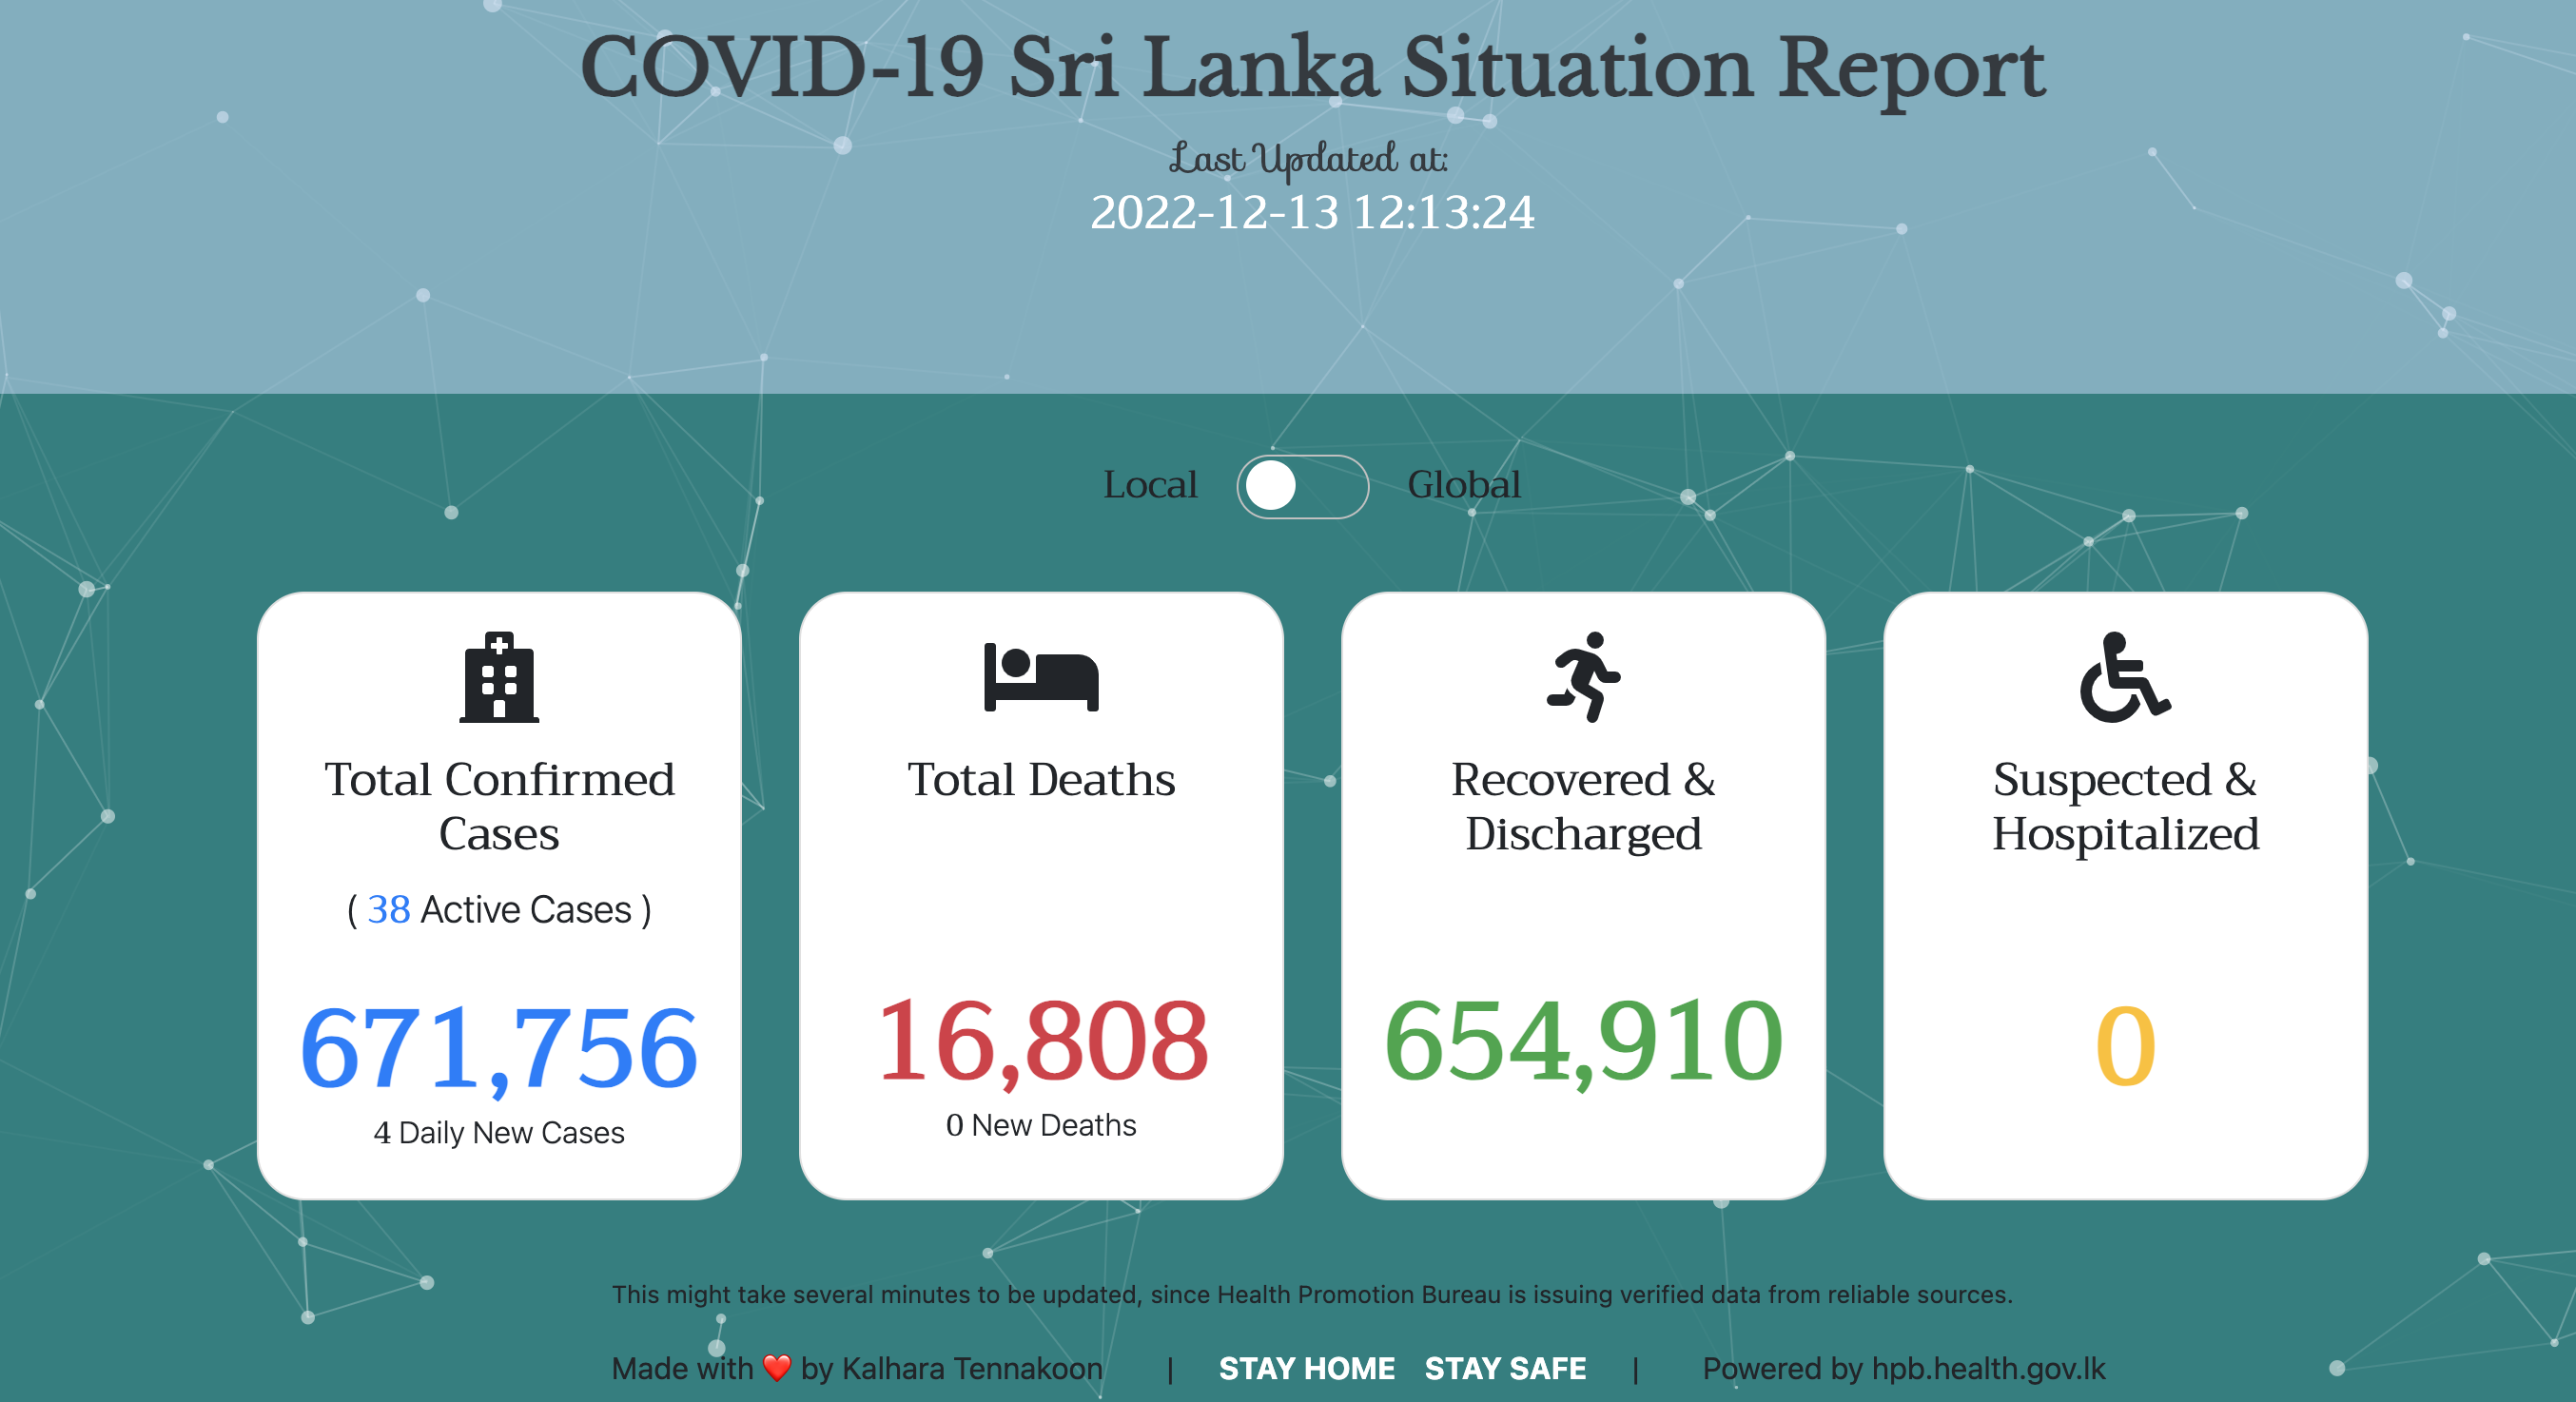 COVID-19 Sri Lanka Situation Report
Last Updated at:
2022-12-13 12:13:24
Local Global
Total Confirmed
Cases
( 38 Active Cases )
671,756
4 Daily New Cases
Total Deaths
16,808
0 New Deaths
Recovered &
Discharged
654,910
Suspected &
Hospitalized
0
This might take several minutes to be updated, since Health Promotion Bureau is issuing verified data from reliable sources.
Made with ❤️ by Kalhara Tennakoon | STAY HOME STAY SAFE | Powered by hpb.health.gov.lk